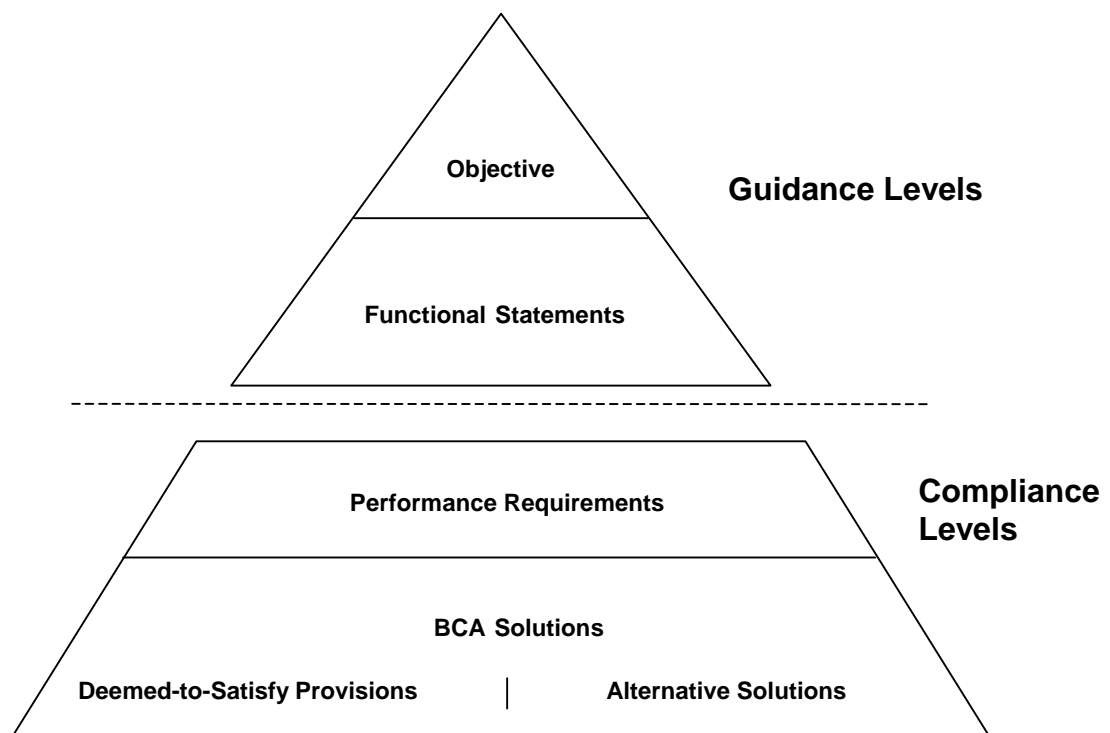 Objective
Guidance Levels
Functional Statements
Performance Requirements
Compliance
Levels
BCA Solutions
Deemed-to-Satisfy Provisions
Alternative Solutions